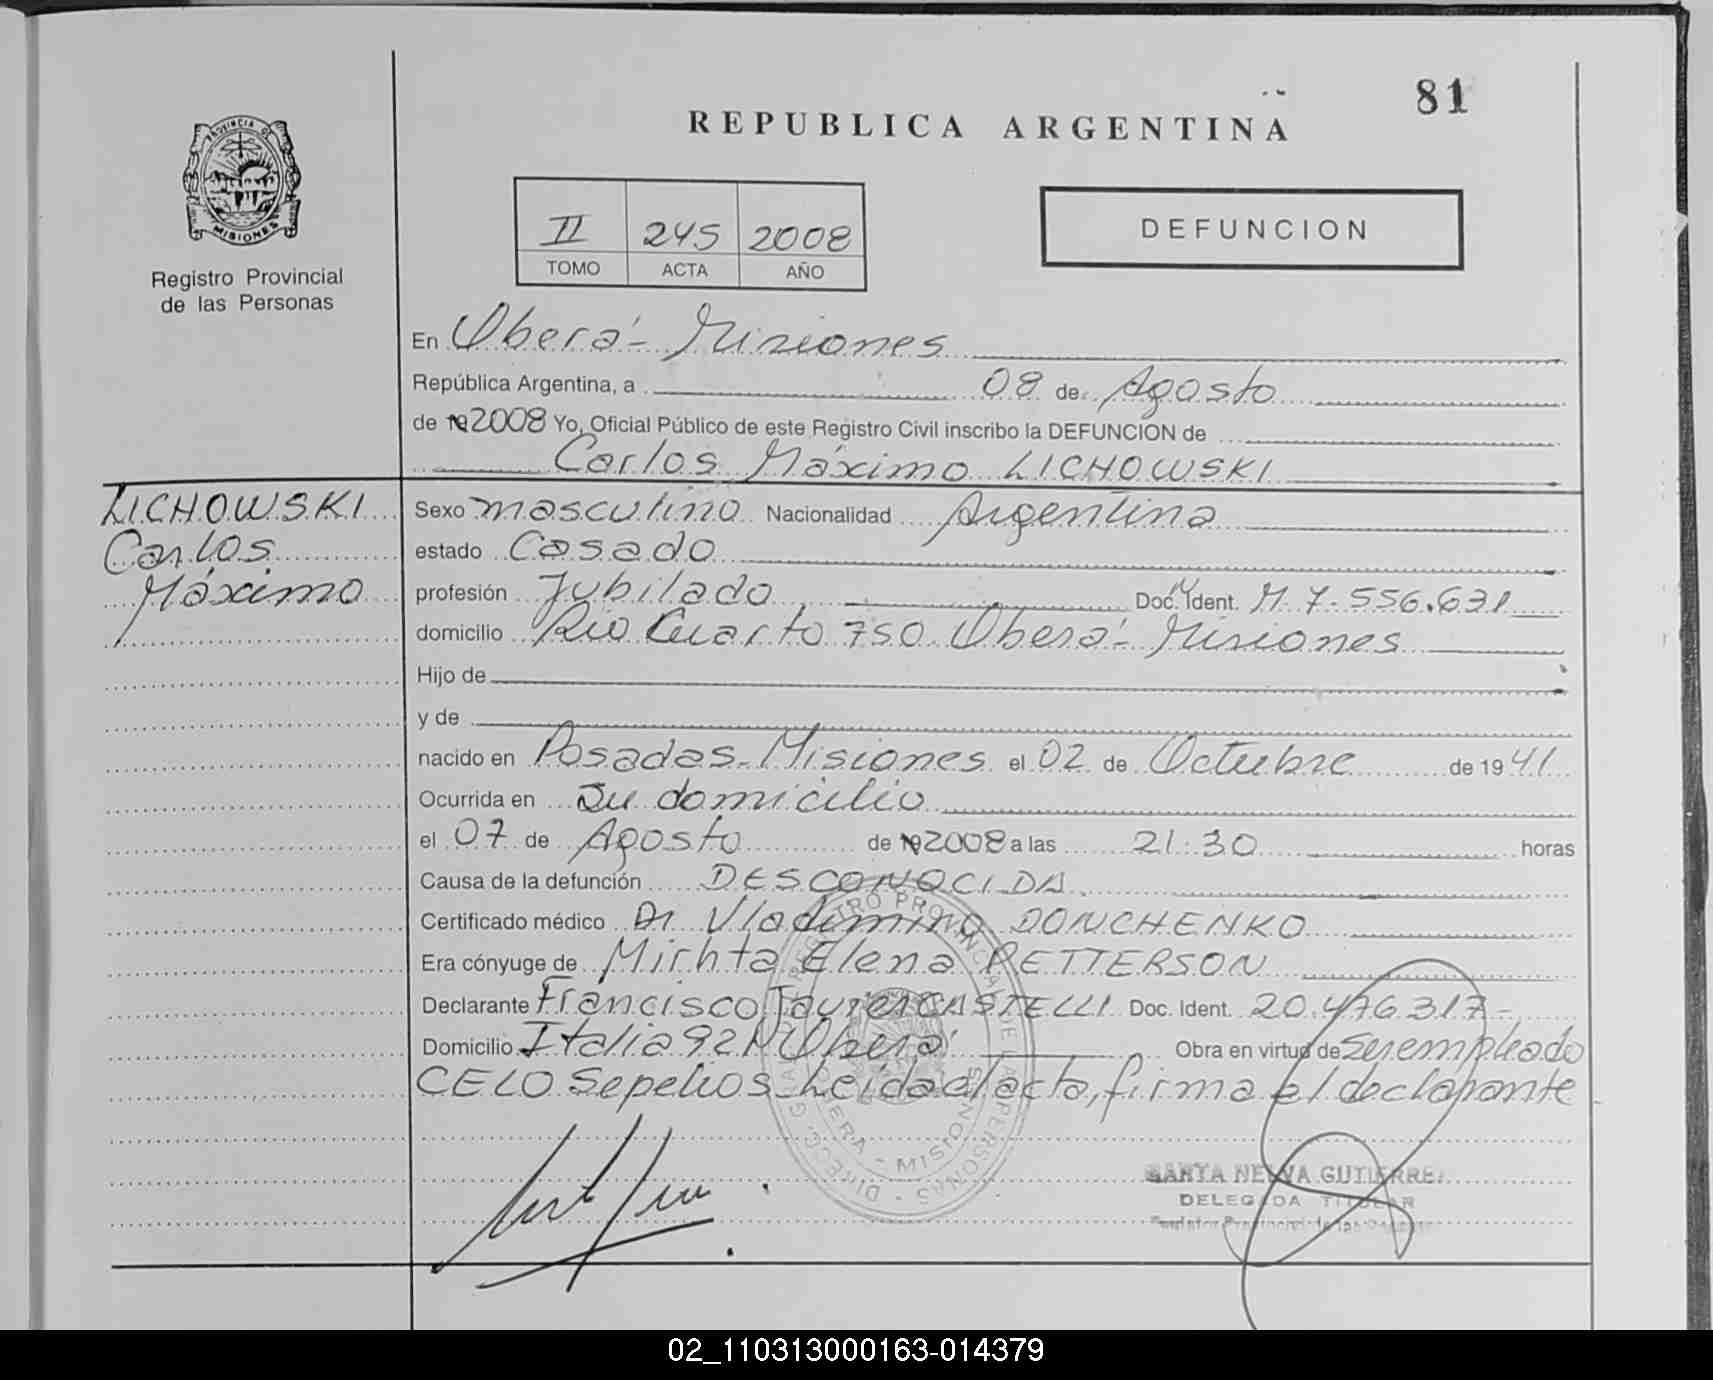 81
REPUBLICA ARGENTINA
PROVINCIA DE
MISIONES
Registro Provincial
de las Personas
II 245 2008
TOMO ACTA AÑO
DEFUNCION
En Oberá - Misiones
República Argentina, a 08 de Agosto
de 2008 Yo, Oficial Público de este Registro Civil inscribo la DEFUNCION de
Carlos Máximo LICHOWSKI
LICHOWSKI
Carlos
Máximo
Sexo masculino Nacionalidad Argentina
estado Casado
profesión Jubilado Doc. Ident. M 7.556.631
domicilio Río Cuarto 750 Oberá - Misiones
Hijo de
y de
nacido en Posadas - Misiones el 02 de Octubre de 1941
Ocurrida en Su domicilio
el 07 de Agosto de 2008 a las 21:30 horas
Causa de la defunción DESCONOCIDA
Certificado médico Dr Vladimiro DONCHENKO
Era cónyuge de Mirhta Elena PETTERSON
Declarante Francisco Javier CASTELLI Doc. Ident. 20.476.317-
Domicilio Italia 921 Oberá Obra en virtud de Ser empleado
CELO Sepelios Leida el acta, firma el declarante
OBERA - MISIONES
GUTIERREZ
DELEGADA TITULAR
02_110313000163-014379